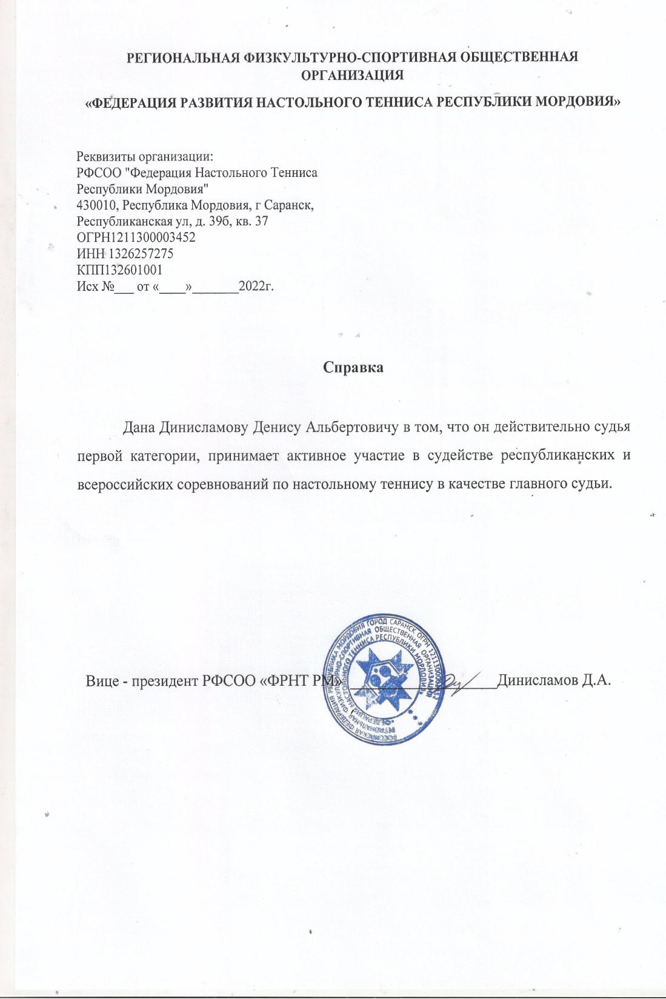 РЕГИОНАЛЬНАЯ ФИЗКУЛЬТУРНО-СПОРТИВНАЯ ОБЩЕСТВЕННАЯ
ОРГАНИЗАЦИЯ
«ФЕДЕРАЦИЯ РАЗВИТИЯ НАСТОЛЬНОГО ТЕННИСА РЕСПУБЛИКИ МОРДОВИЯ»
Реквизиты организации:
РФСОО "Федерация Настольного Тенниса
Республики Мордовия"
430010, Республика Мордовия, г Саранск,
Республиканская ул, д. 39б, кв. 37
ОГРН1211300003452
ИНН 1326257275
КПП132601001
Исх №___ от «____»_______2022г.
Справка
Дана Динисламову Денису Альбертовичу в том, что он действительно судья
первой категории, принимает активное участие в судействе республиканских и
всероссийских соревнований по настольному теннису в качестве главного судьи.
Вице - президент РФСОО «ФРНТ РМ» ____________________Динисламов Д.А.
РОССИЙСКАЯ ФЕДЕРАЦИЯ РЕСПУБЛИКА МОРДОВИЯ ГОРОД САРАНСК ОГРН 1211300003452
РЕГИОНАЛЬНАЯ ФИЗКУЛЬТУРНО-СПОРТИВНАЯ ОБЩЕСТВЕННАЯ ОРГАНИЗАЦИЯ
НАСТОЛЬНОГО ТЕННИСА РЕСПУБЛИКИ МОРДОВИЯ»